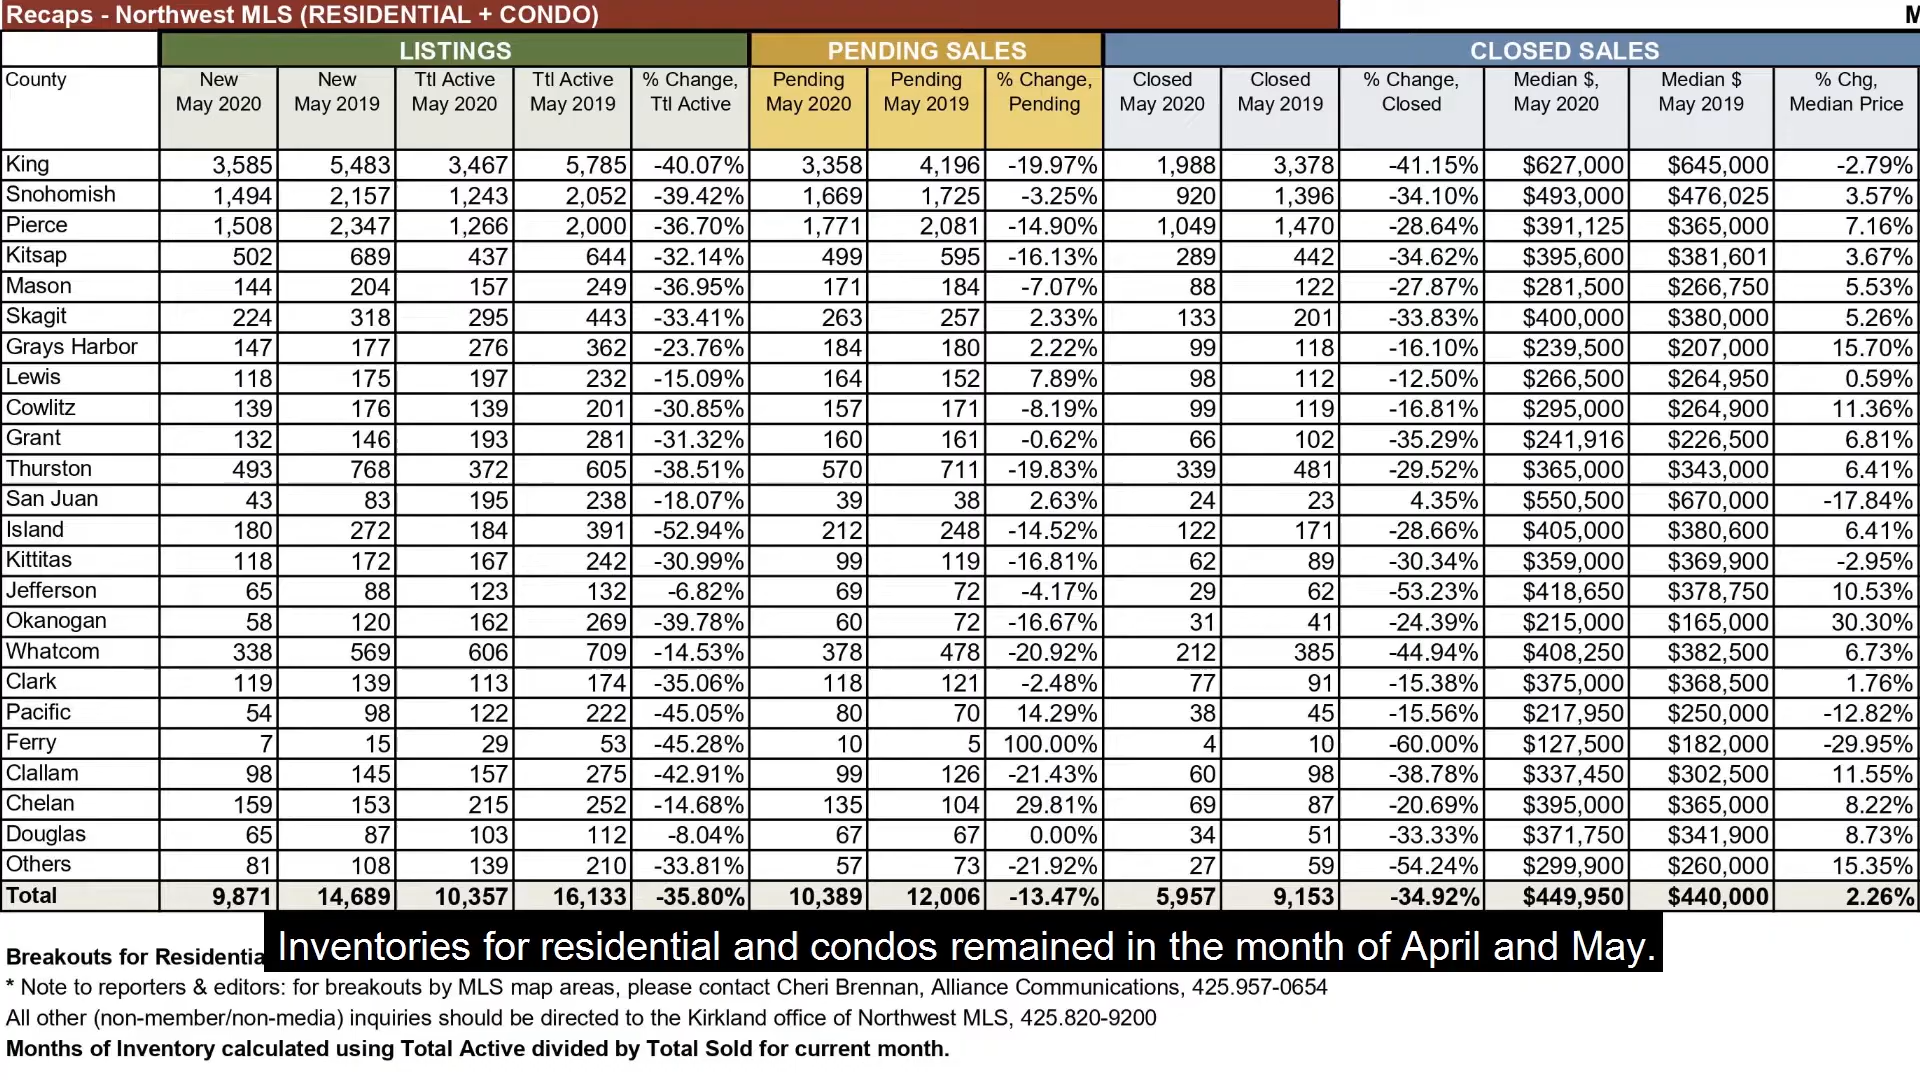 Recaps - Northwest MLS (RESIDENTIAL + CONDO)
LISTINGS PENDING SALES CLOSED SALES
County New New Ttl Active Ttl Active % Change, Pending Pending % Change, Closed Closed % Change, Median $, Median $ % Chg,
May 2020 May 2019 May 2020 May 2019 Ttl Active May 2020 May 2019 Pending May 2020 May 2019 Closed May 2020 May 2019 Median Price
King 3,585 5,483 3,467 5,785 -40.07% 3,358 4,196 -19.97% 1,988 3,378 -41.15% $627,000 $645,000 -2.79%
Snohomish 1,494 2,157 1,243 2,052 -39.42% 1,669 1,725 -3.25% 920 1,396 -34.10% $493,000 $476,025 3.57%
Pierce 1,508 2,347 1,266 2,000 -36.70% 1,771 2,081 -14.90% 1,049 1,470 -28.64% $391,125 $365,000 7.16%
Kitsap 502 689 437 644 -32.14% 499 595 -16.13% 289 442 -34.62% $395,600 $381,601 3.67%
Mason 144 204 157 249 -36.95% 171 184 -7.07% 88 122 -27.87% $281,500 $266,750 5.53%
Skagit 224 318 295 443 -33.41% 263 257 2.33% 133 201 -33.83% $400,000 $380,000 5.26%
Grays Harbor 147 177 276 362 -23.76% 184 180 2.22% 99 118 -16.10% $239,500 $207,000 15.70%
Lewis 118 175 197 232 -15.09% 164 152 7.89% 98 112 -12.50% $266,500 $264,950 0.59%
Cowlitz 139 176 139 201 -30.85% 157 171 -8.19% 99 119 -16.81% $295,000 $264,900 11.36%
Grant 132 146 193 281 -31.32% 160 161 -0.62% 66 102 -35.29% $241,916 $226,500 6.81%
Thurston 493 768 372 605 -38.51% 570 711 -19.83% 339 481 -29.52% $365,000 $343,000 6.41%
San Juan 43 83 195 238 -18.07% 39 38 2.63% 24 23 4.35% $550,500 $670,000 -17.84%
Island 180 272 184 391 -52.94% 212 248 -14.52% 122 171 -28.66% $405,000 $380,600 6.41%
Kittitas 118 172 167 242 -30.99% 99 119 -16.81% 62 89 -30.34% $359,000 $369,900 -2.95%
Jefferson 65 88 123 132 -6.82% 69 72 -4.17% 29 62 -53.23% $418,650 $378,750 10.53%
Okanogan 58 120 162 269 -39.78% 60 72 -16.67% 31 41 -24.39% $215,000 $165,000 30.30%
Whatcom 338 569 606 709 -14.53% 378 478 -20.92% 212 385 -44.94% $408,250 $382,500 6.73%
Clark 119 139 113 174 -35.06% 118 121 -2.48% 77 91 -15.38% $375,000 $368,500 1.76%
Pacific 54 98 122 222 -45.05% 80 70 14.29% 38 45 -15.56% $217,950 $250,000 -12.82%
Ferry 7 15 29 53 -45.28% 10 5 100.00% 4 10 -60.00% $127,500 $182,000 -29.95%
Clallam 98 145 157 275 -42.91% 99 126 -21.43% 60 98 -38.78% $337,450 $302,500 11.55%
Chelan 159 153 215 252 -14.68% 135 104 29.81% 69 87 -20.69% $395,000 $365,000 8.22%
Douglas 65 87 103 112 -8.04% 67 67 0.00% 34 51 -33.33% $371,750 $341,900 8.73%
Others 81 108 139 210 -33.81% 57 73 -21.92% 27 59 -54.24% $299,900 $260,000 15.35%
Total 9,871 14,689 10,357 16,133 -35.80% 10,389 12,006 -13.47% 5,957 9,153 -34.92% $449,950 $440,000 2.26%
Breakouts for Residentia
Inventories for residential and condos remained in the month of April and May.
* Note to reporters & editors: for breakouts by MLS map areas, please contact Cheri Brennan, Alliance Communications, 425.957-0654
All other (non-member/non-media) inquiries should be directed to the Kirkland office of Northwest MLS, 425.820-9200
Months of Inventory calculated using Total Active divided by Total Sold for current month.